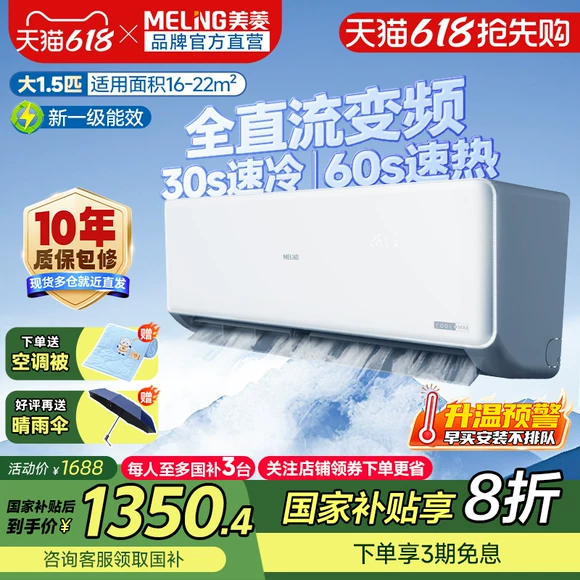 天猫618 × MELING美菱
品牌官方直营
天猫618抢先购
大1.5匹 适用面积16-22m²
新一级能效
全直流变频
30s速冷 | 60s速热
10年
质保包修
现货多仓就近直发
下单送
空调被
赠
好评再送
晴雨伞
赠
MELING
升温预警
早买安装不排队
活动价 ¥1688
每人至多国补3台
关注店铺领券下单更省
国家补贴后
到手价¥1350.4
咨询客服领取国补
国家补贴享8折
下单享3期免息